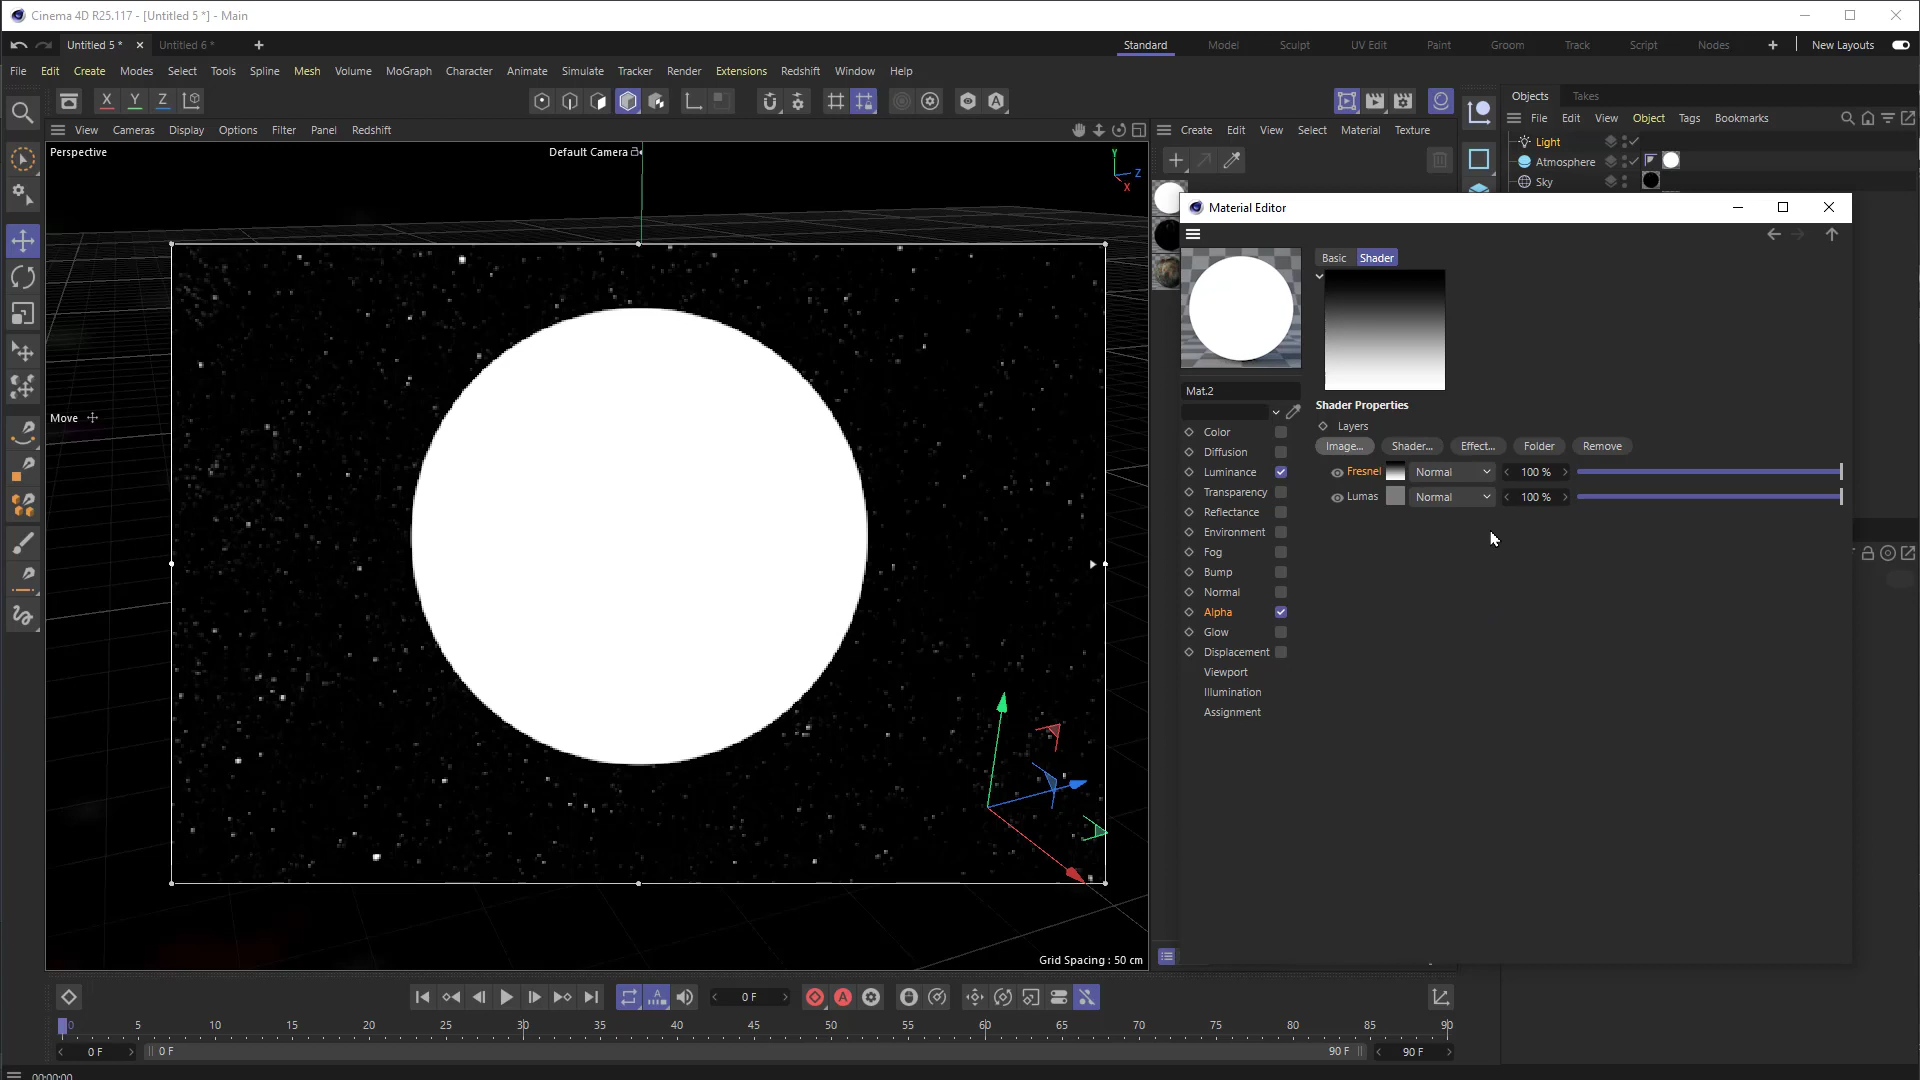 Cinema 4D R25.117 - [Untitled 5 *] - Main
Untitled 5 *
Untitled 6 *
Standard
Model
Sculpt
UV Edit
Paint
Groom
Track
Script
Nodes
New Layouts
File
Edit
Create
Modes
Select
Tools
Spline
Mesh
Volume
MoGraph
Character
Animate
Simulate
Tracker
Render
Extensions
Redshift
Window
Help
X
Y
Z
Objects
Takes
File
Edit
View
Object
Tags
Bookmarks
View
Cameras
Display
Options
Filter
Panel
Redshift
Create
Edit
View
Select
Material
Texture
Light
Atmosphere
Sky
Perspective
Default Camera
Y
Z
X
Material Editor
Basic
Shader
Mat.2
Shader Properties
Layers
Image...
Shader...
Effect...
Folder
Remove
Fresnel
Normal
100 %
Lumas
Normal
100 %
Color
Diffusion
Luminance
Transparency
Reflectance
Environment
Fog
Bump
Normal
Alpha
Glow
Displacement
Viewport
Illumination
Assignment
Move
Grid Spacing : 50 cm
0 F
0
5
10
15
20
25
30
35
40
45
50
55
60
65
70
75
80
85
90
0 F
0 F
90 F
90 F
00:00:00